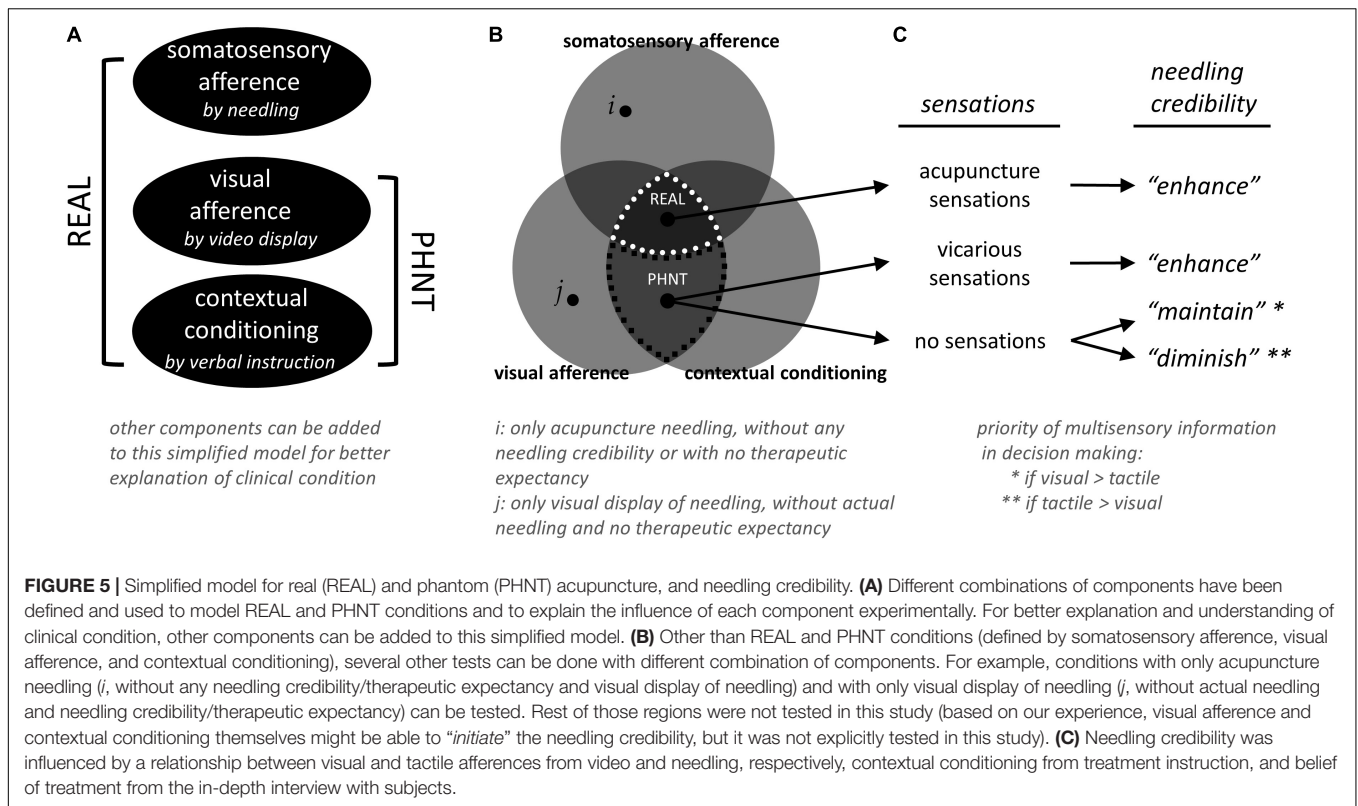 A
REAL
somatosensory
afference
by needling
visual
afference
by video display
contextual
conditioning
by verbal instruction
PHNT
other components can be added
to this simplified model for better
explanation of clinical condition
B
somatosensory afference
i
REAL
PHNT
j
visual afference
contextual conditioning
i: only acupuncture needling, without any
needling credibility or with no therapeutic
expectancy
j: only visual display of needling, without actual
needling and no therapeutic expectancy
C
sensations
needling
credibility
acupuncture
sensations
"enhance"
vicarious
sensations
"enhance"
no sensations
"maintain" *
"diminish" **
priority of multisensory information
in decision making:
* if visual > tactile
** if tactile > visual
FIGURE 5 | Simplified model for real (REAL) and phantom (PHNT) acupuncture, and needling credibility. (A) Different combinations of components have been
defined and used to model REAL and PHNT conditions and to explain the influence of each component experimentally. For better explanation and understanding of
clinical condition, other components can be added to this simplified model. (B) Other than REAL and PHNT conditions (defined by somatosensory afference, visual
afference, and contextual conditioning), several other tests can be done with different combination of components. For example, conditions with only acupuncture
needling (i, without any needling credibility/therapeutic expectancy and visual display of needling) and with only visual display of needling (j, without actual needling
and needling credibility/therapeutic expectancy) can be tested. Rest of those regions were not tested in this study (based on our experience, visual afference and
contextual conditioning themselves might be able to "initiate" the needling credibility, but it was not explicitly tested in this study). (C) Needling credibility was
influenced by a relationship between visual and tactile afferences from video and needling, respectively, contextual conditioning from treatment instruction, and belief
of treatment from the in-depth interview with subjects.